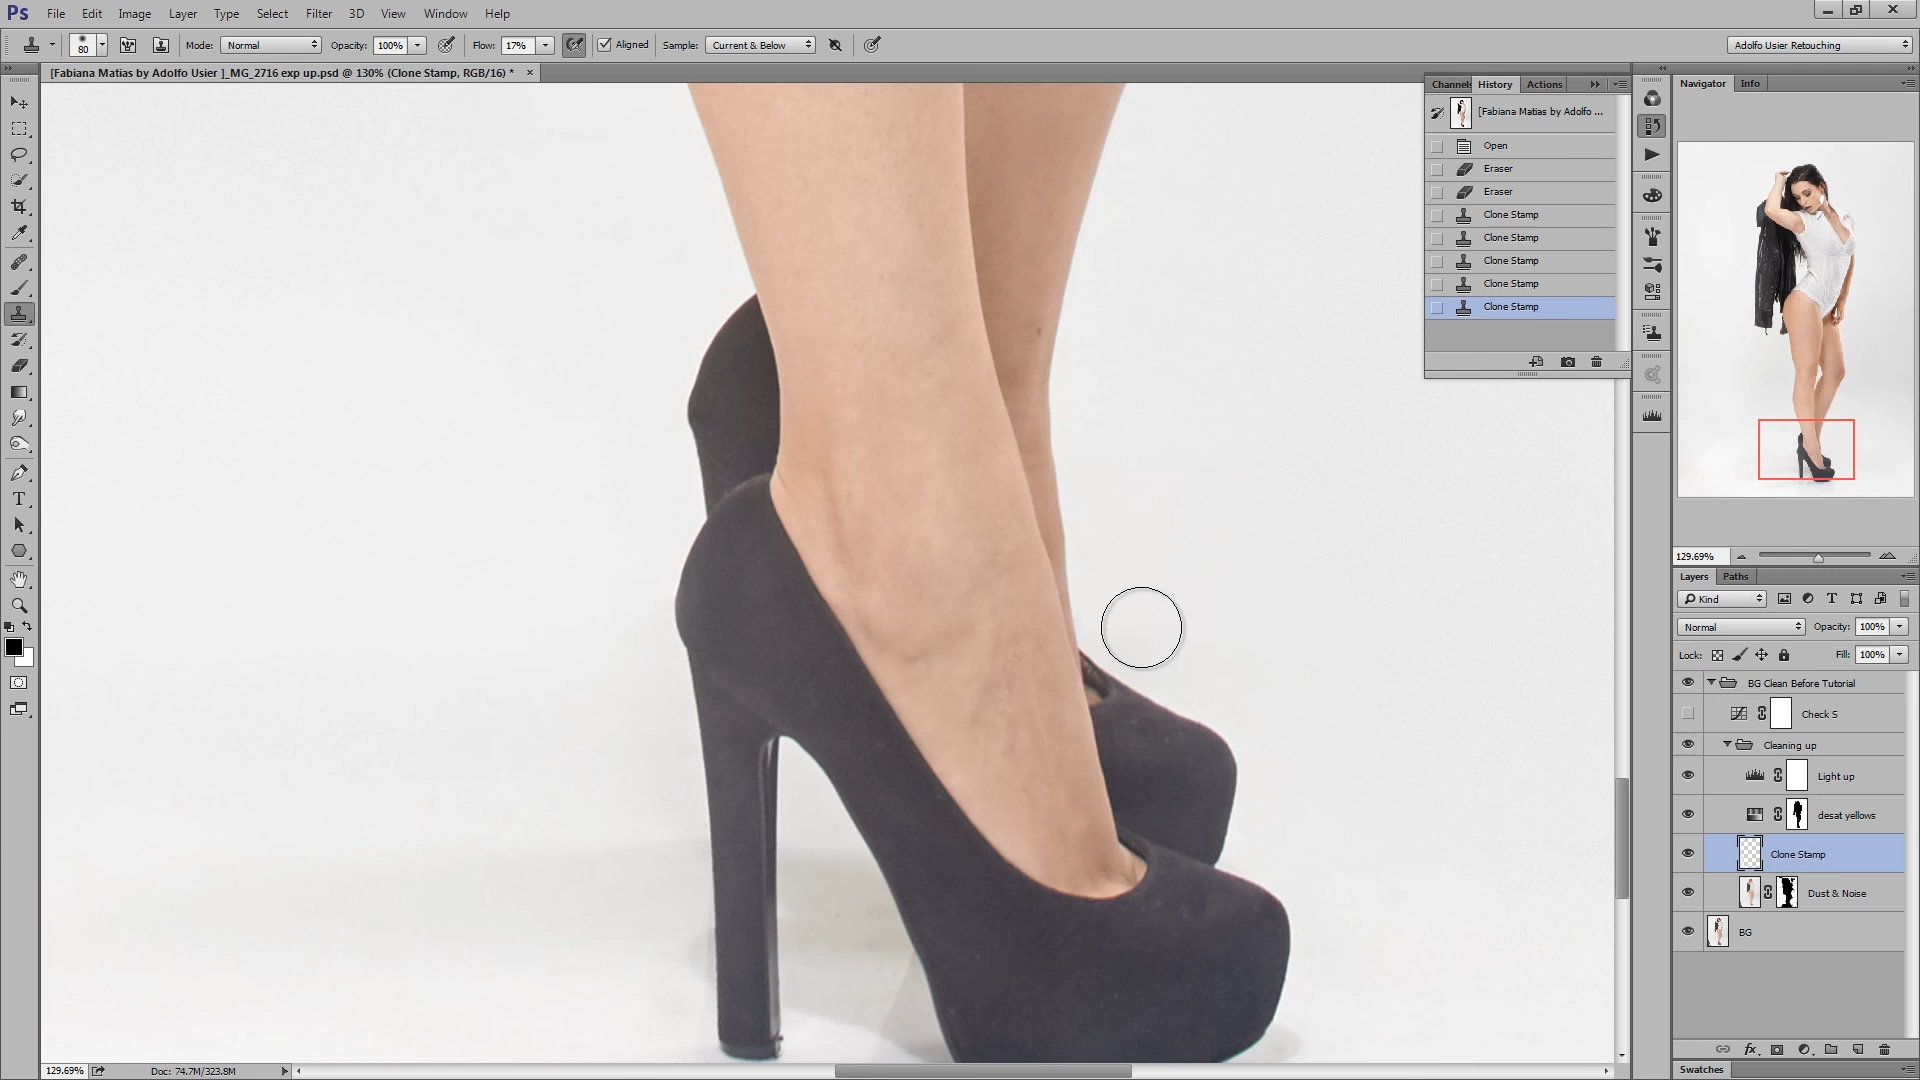 Ps File Edit Image Layer Type Select Filter 3D View Window Help
80 Mode: Normal Opacity: 100% Flow: 17% Aligned Sample: Current & Below Adolfo Usier Retouching
[Fabiana Matias by Adolfo Usier ]_MG_2716 exp up.psd @ 130% (Clone Stamp, RGB/16) * ×
Channels History Actions
[Fabiana Matias by Adolfo ...
Open
Eraser
Eraser
Clone Stamp
Clone Stamp
Clone Stamp
Clone Stamp
Clone Stamp
Navigator Info
129.69%
Layers Paths
Kind
Normal Opacity: 100%
Lock: Fill: 100%
BG Clean Before Tutorial
Check S
Cleaning up
Light up
desat yellows
Clone Stamp
Dust & Noise
BG
fx
Swatches
129.69% Doc: 74.7M/323.8M